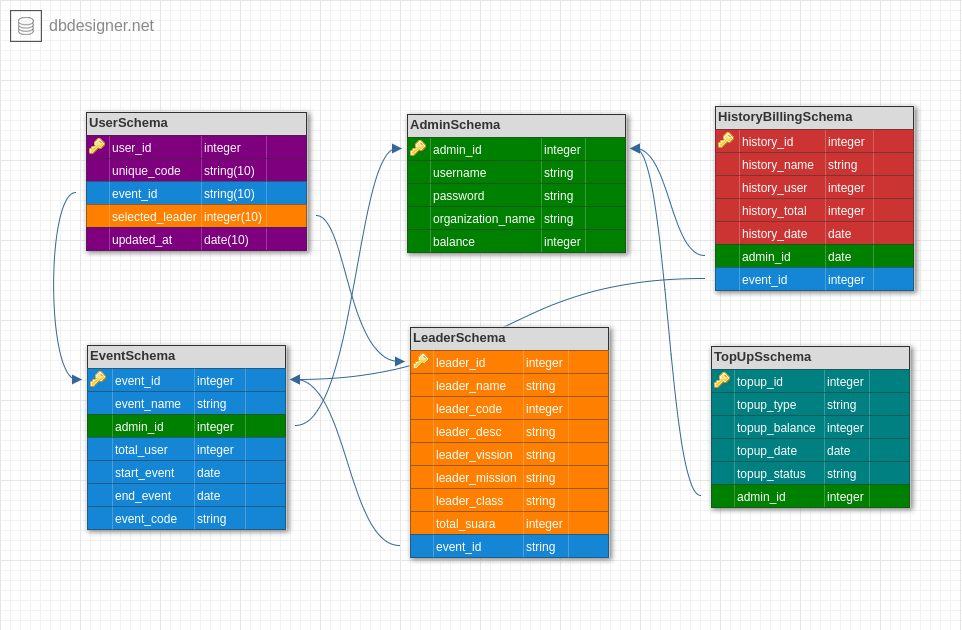 dbdesigner.net
UserSchema
user_id integer
unique_code string(10)
event_id string(10)
selected_leader integer(10)
updated_at date(10)
AdminSchema
admin_id integer
username string
password string
organization_name string
balance integer
HistoryBillingSchema
history_id integer
history_name string
history_user integer
history_total integer
history_date date
admin_id date
event_id integer
EventSchema
event_id integer
event_name string
admin_id integer
total_user integer
start_event date
end_event date
event_code string
LeaderSchema
leader_id integer
leader_name string
leader_code integer
leader_desc string
leader_vission string
leader_mission string
leader_class string
total_suara integer
event_id string
TopUpSschema
topup_id integer
topup_type string
topup_balance integer
topup_date date
topup_status string
admin_id integer